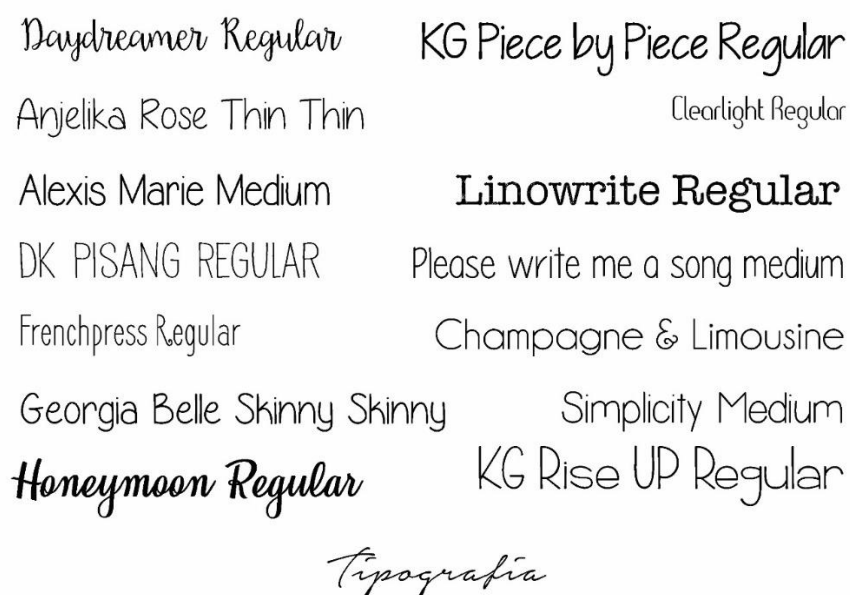 Daydreamer Regular
KG Piece by Piece Regular
Anjelika Rose Thin Thin
Clearlight Regular
Alexis Marie Medium
Linowrite Regular
DK PISANG REGULAR
Please write me a song medium
Frenchpress Regular
Champagne & Limousine
Georgia Belle Skinny Skinny
Simplicity Medium
Honeymoon Regular
KG Rise UP Regular
Tipografía